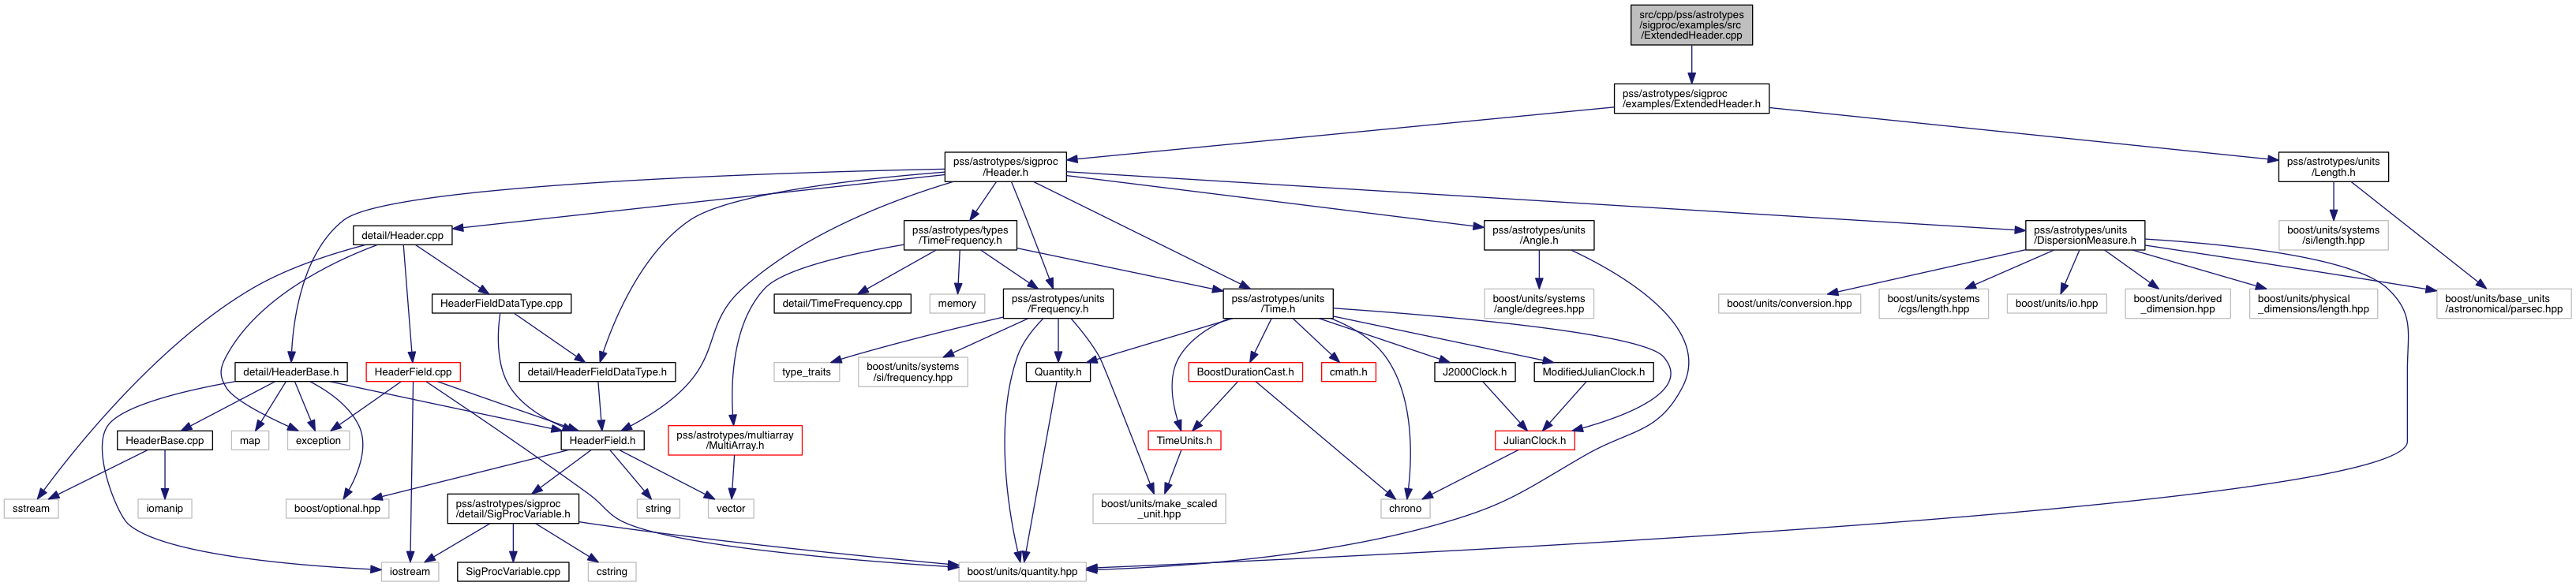 src/cpp/pss/astrotypes
/sigproc/examples/src
/ExtendedHeader.cpp
pss/astrotypes/sigproc
/examples/ExtendedHeader.h
pss/astrotypes/sigproc
/Header.h
pss/astrotypes/units
/Length.h
detail/Header.cpp
pss/astrotypes/types
/TimeFrequency.h
pss/astrotypes/units
/Angle.h
pss/astrotypes/units
/DispersionMeasure.h
boost/units/systems
/si/length.hpp
HeaderFieldDataType.cpp
detail/TimeFrequency.cpp
memory
pss/astrotypes/units
/Frequency.h
pss/astrotypes/units
/Time.h
boost/units/systems
/angle/degrees.hpp
boost/units/conversion.hpp
boost/units/systems
/cgs/length.hpp
boost/units/io.hpp
boost/units/derived
_dimension.hpp
boost/units/physical
_dimensions/length.hpp
boost/units/base_units
/astronomical/parsec.hpp
detail/HeaderBase.h
HeaderField.cpp
detail/HeaderFieldDataType.h
type_traits
boost/units/systems
/si/frequency.hpp
Quantity.h
BoostDurationCast.h
cmath.h
J2000Clock.h
ModifiedJulianClock.h
HeaderBase.cpp
map
exception
HeaderField.h
pss/astrotypes/multiarray
/MultiArray.h
TimeUnits.h
JulianClock.h
sstream
iomanip
boost/optional.hpp
pss/astrotypes/sigproc
/detail/SigProcVariable.h
string
vector
boost/units/make_scaled
_unit.hpp
chrono
iostream
SigProcVariable.cpp
cstring
boost/units/quantity.hpp